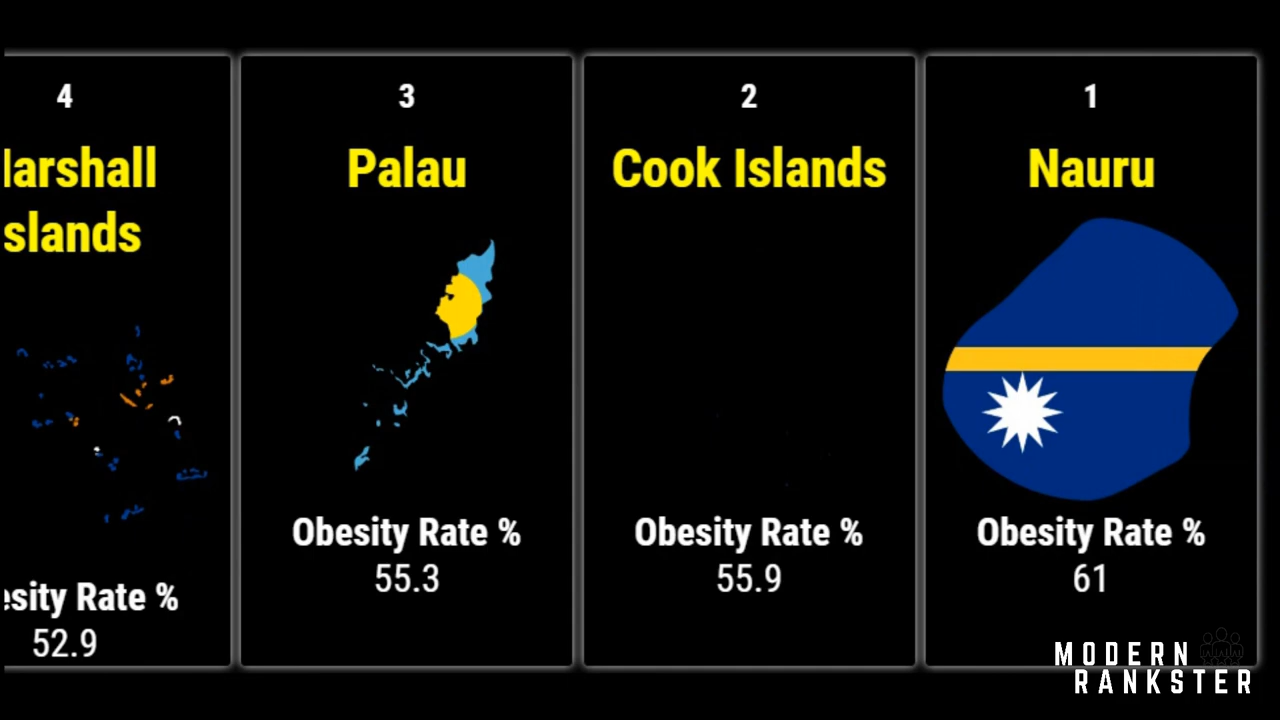 4
larshall
slands
esity Rate %
52.9
3
Palau
Obesity Rate %
55.3
2
Cook Islands
Obesity Rate %
55.9
1
Nauru
Obesity Rate %
61
MODERN
RANKSTER